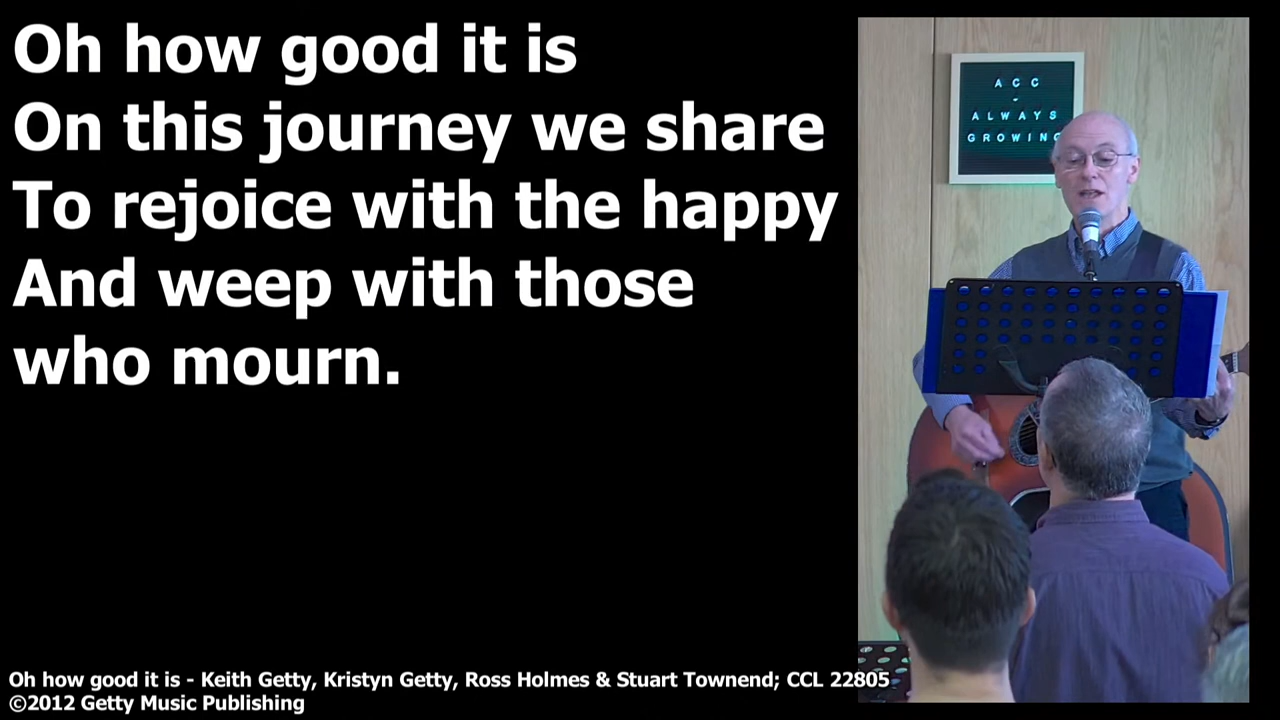 Oh how good it is
On this journey we share
To rejoice with the happy
And weep with those
who mourn.
ACC
-
ALWAYS
GROWING
Oh how good it is - Keith Getty, Kristyn Getty, Ross Holmes & Stuart Townend; CCL 22805
©2012 Getty Music Publishing